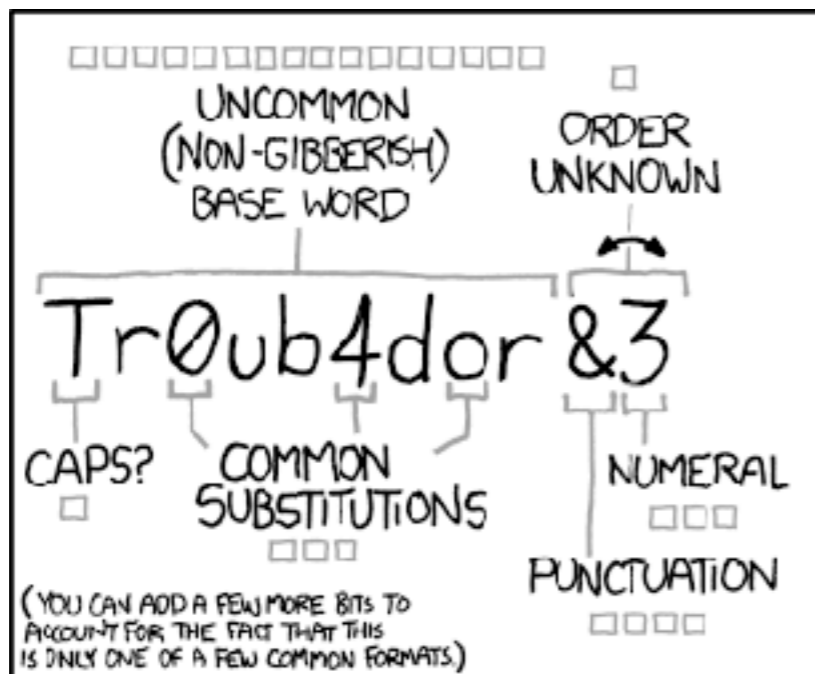 UNCOMMON
(NON-GIBBERISH)
BASE WORD
ORDER
UNKNOWN
Tr0ub4dor &3
CAPS?
COMMON
SUBSTITUTIONS
NUMERAL
PUNCTUATION
(YOU CAN ADD A FEW MORE BITS TO
ACCOUNT FOR THE FACT THAT THIS
IS ONLY ONE OF A FEW COMMON FORMATS.)